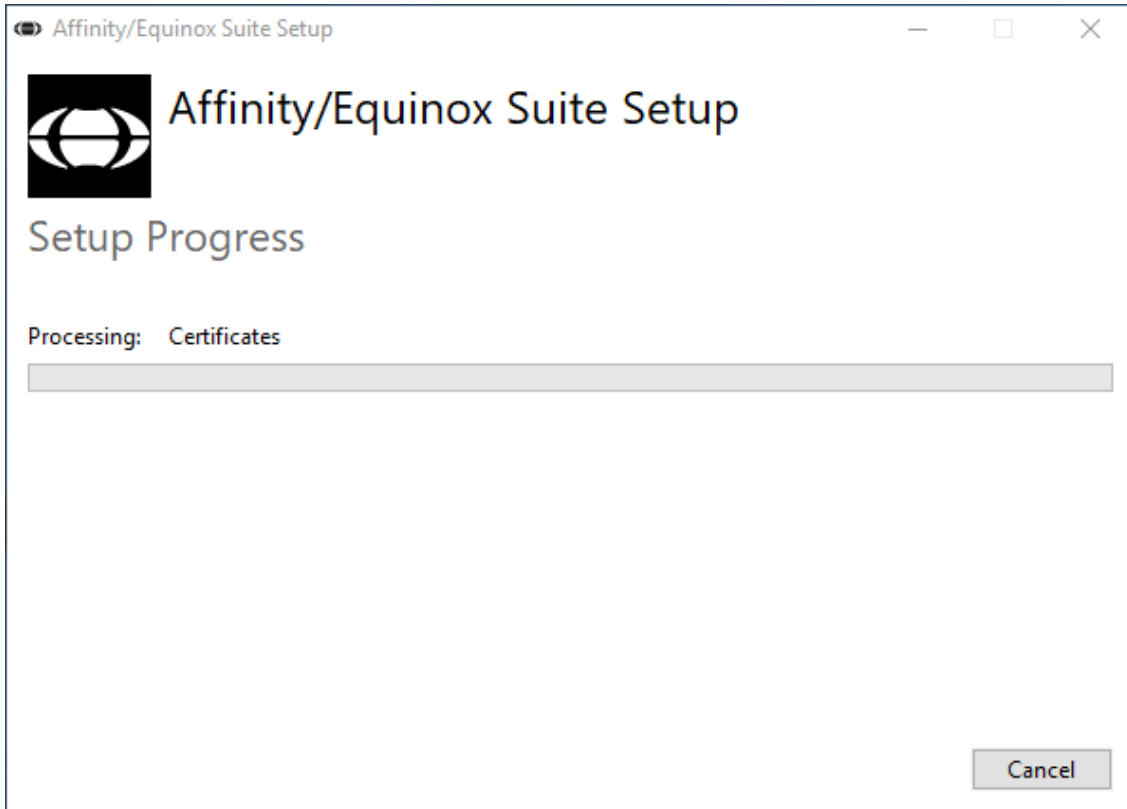 Affinity/Equinox Suite Setup
Affinity/Equinox Suite Setup
Setup Progress
Processing: Certificates
Cancel